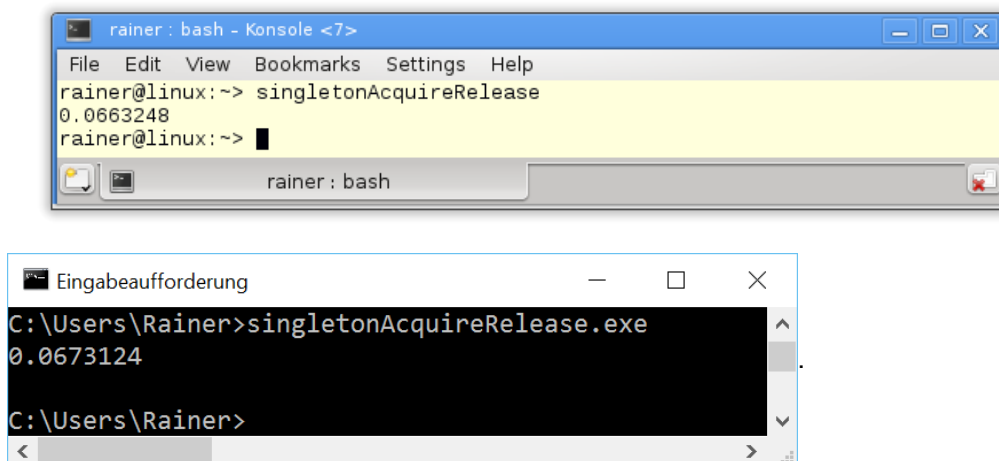 rainer : bash – Konsole <7>
File Edit View Bookmarks Settings Help
rainer@linux:~> singletonAcquireRelease
0.0663248
rainer@linux:~>
rainer : bash
Eingabeaufforderung
C:\Users\Rainer>singletonAcquireRelease.exe
0.0673124
.
C:\Users\Rainer>